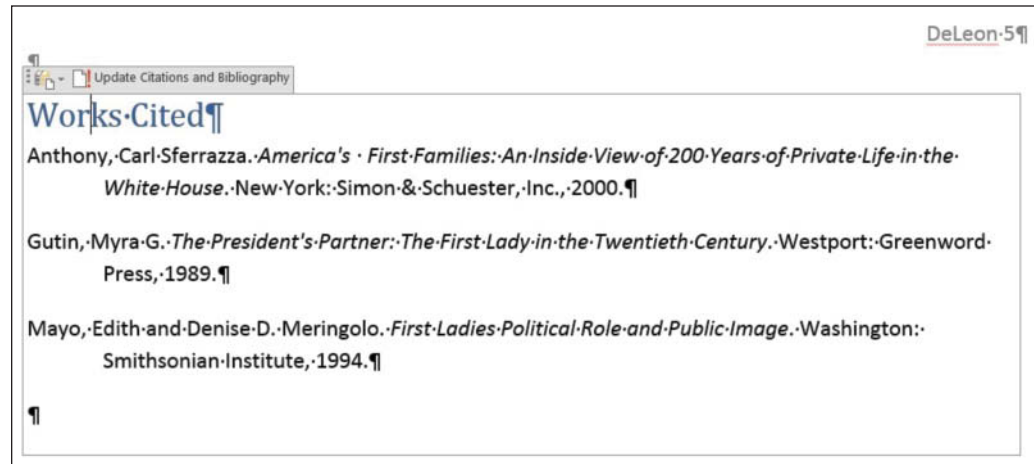 DeLeon·5¶
¶
Update Citations and Bibliography
Works·Cited¶
Anthony,·Carl·Sferrazza.·America's · First·Families:·An·Inside·View·of·200·Years·of·Private·Life·in·the·
White·House.·New·York:·Simon·&·Schuester,·Inc.,·2000.¶
Gutin,·Myra·G.·The·President's·Partner:·The·First·Lady·in·the·Twentieth·Century.·Westport:·Greenword·
Press,·1989.¶
Mayo,·Edith·and·Denise·D.·Meringolo.·First·Ladies·Political·Role·and·Public·Image.·Washington:·
Smithsonian·Institute,·1994.¶
¶